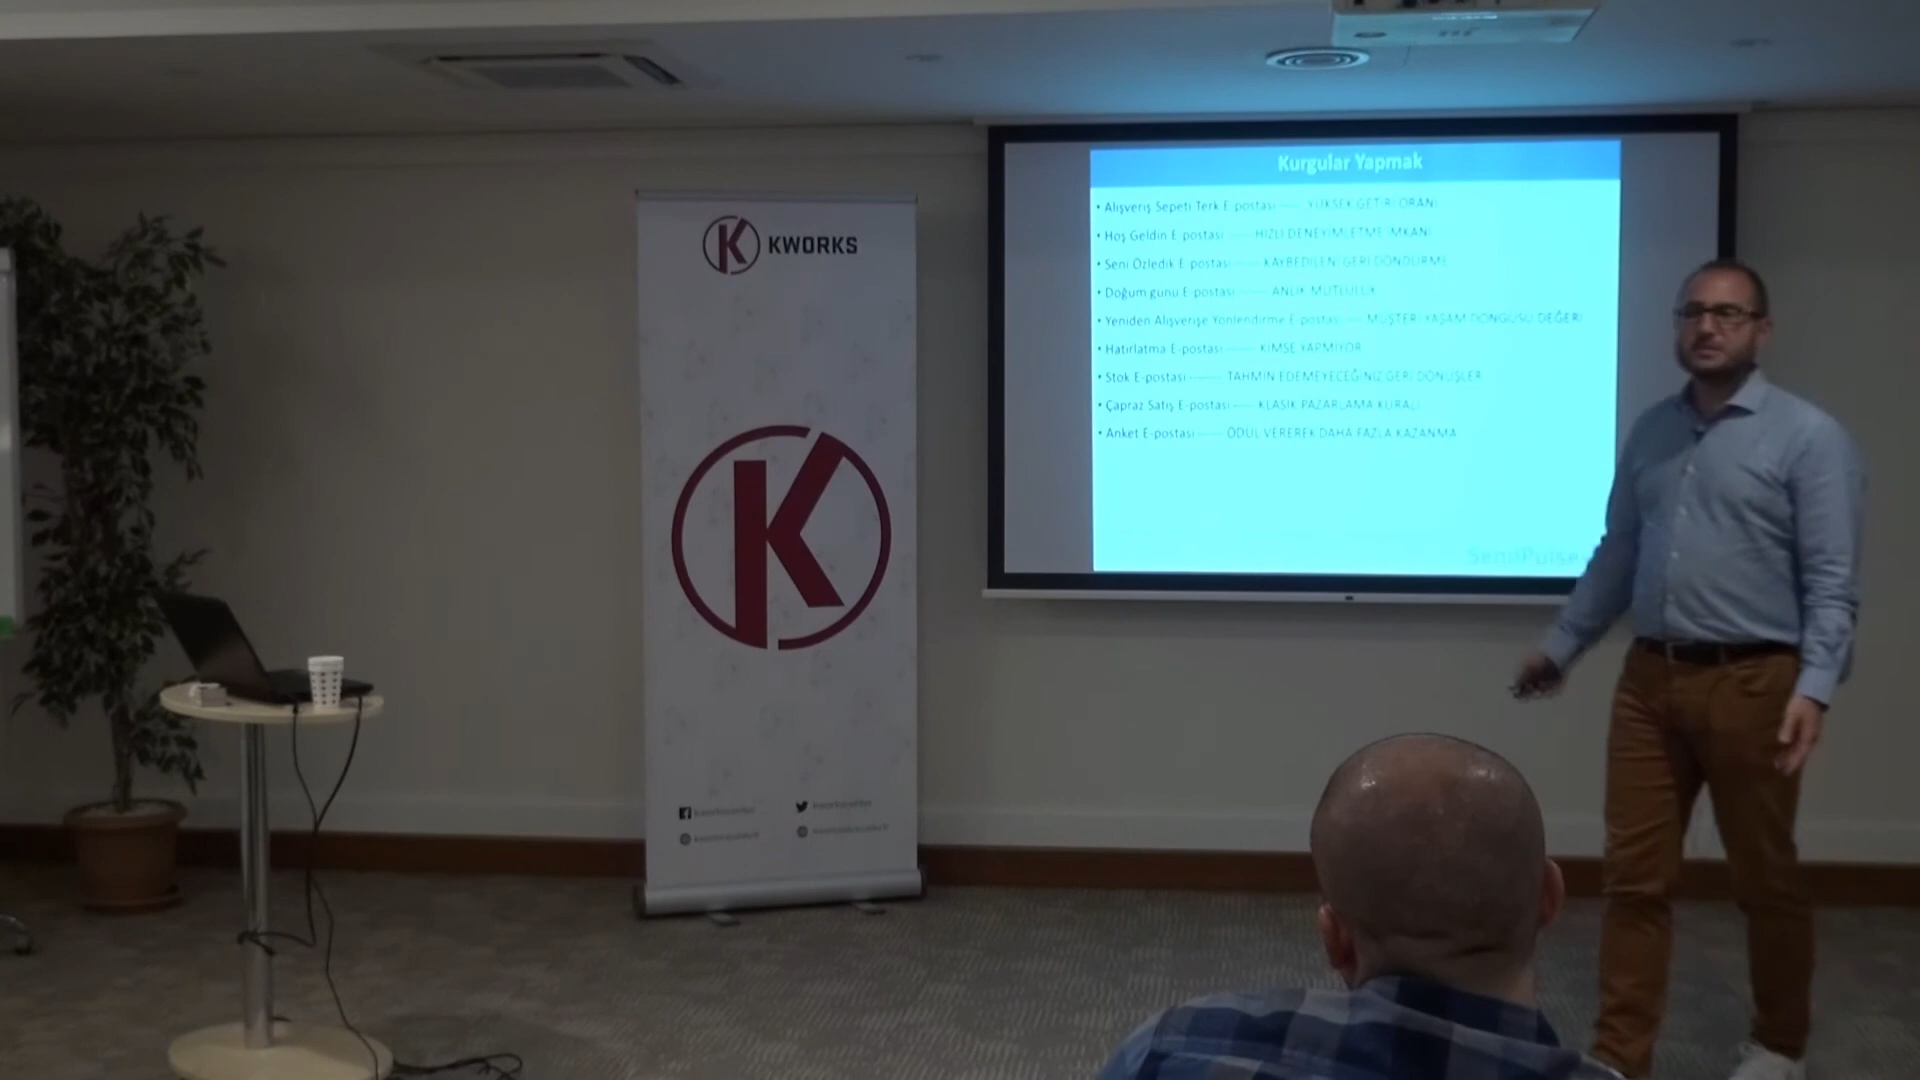 KWORKS
Kurgular Yapmak
• Alışveriş Sepeti Terk E-postası ----- YÜKSEK GETİRİ ORANI
• Hoş Geldin E-postası ------ HIZLI DENEYİMLETME İMKANI
• Seni Özledik E-postası ------ KAYBEDİLENİ GERİ DÖNDÜRME
• Doğum günü E-postası ------ ANLIK MUTLULUK
• Yeniden Alışverişe Yönlendirme E-postası ---- MÜŞTERİ YAŞAM DÖNGÜSÜ DEĞERİ
• Hatırlatma E-postası ------ KİMSE YAPMIYOR
• Stok E-postası ------ TAHMİN EDEMEYECEĞİNİZ GERİ DÖNÜŞLER
• Çapraz Satış E-postası ---- KLASİK PAZARLAMA KURALI
• Anket E-postası ----- ÖDÜL VEREREK DAHA FAZLA KAZANMA
SendPulse
K